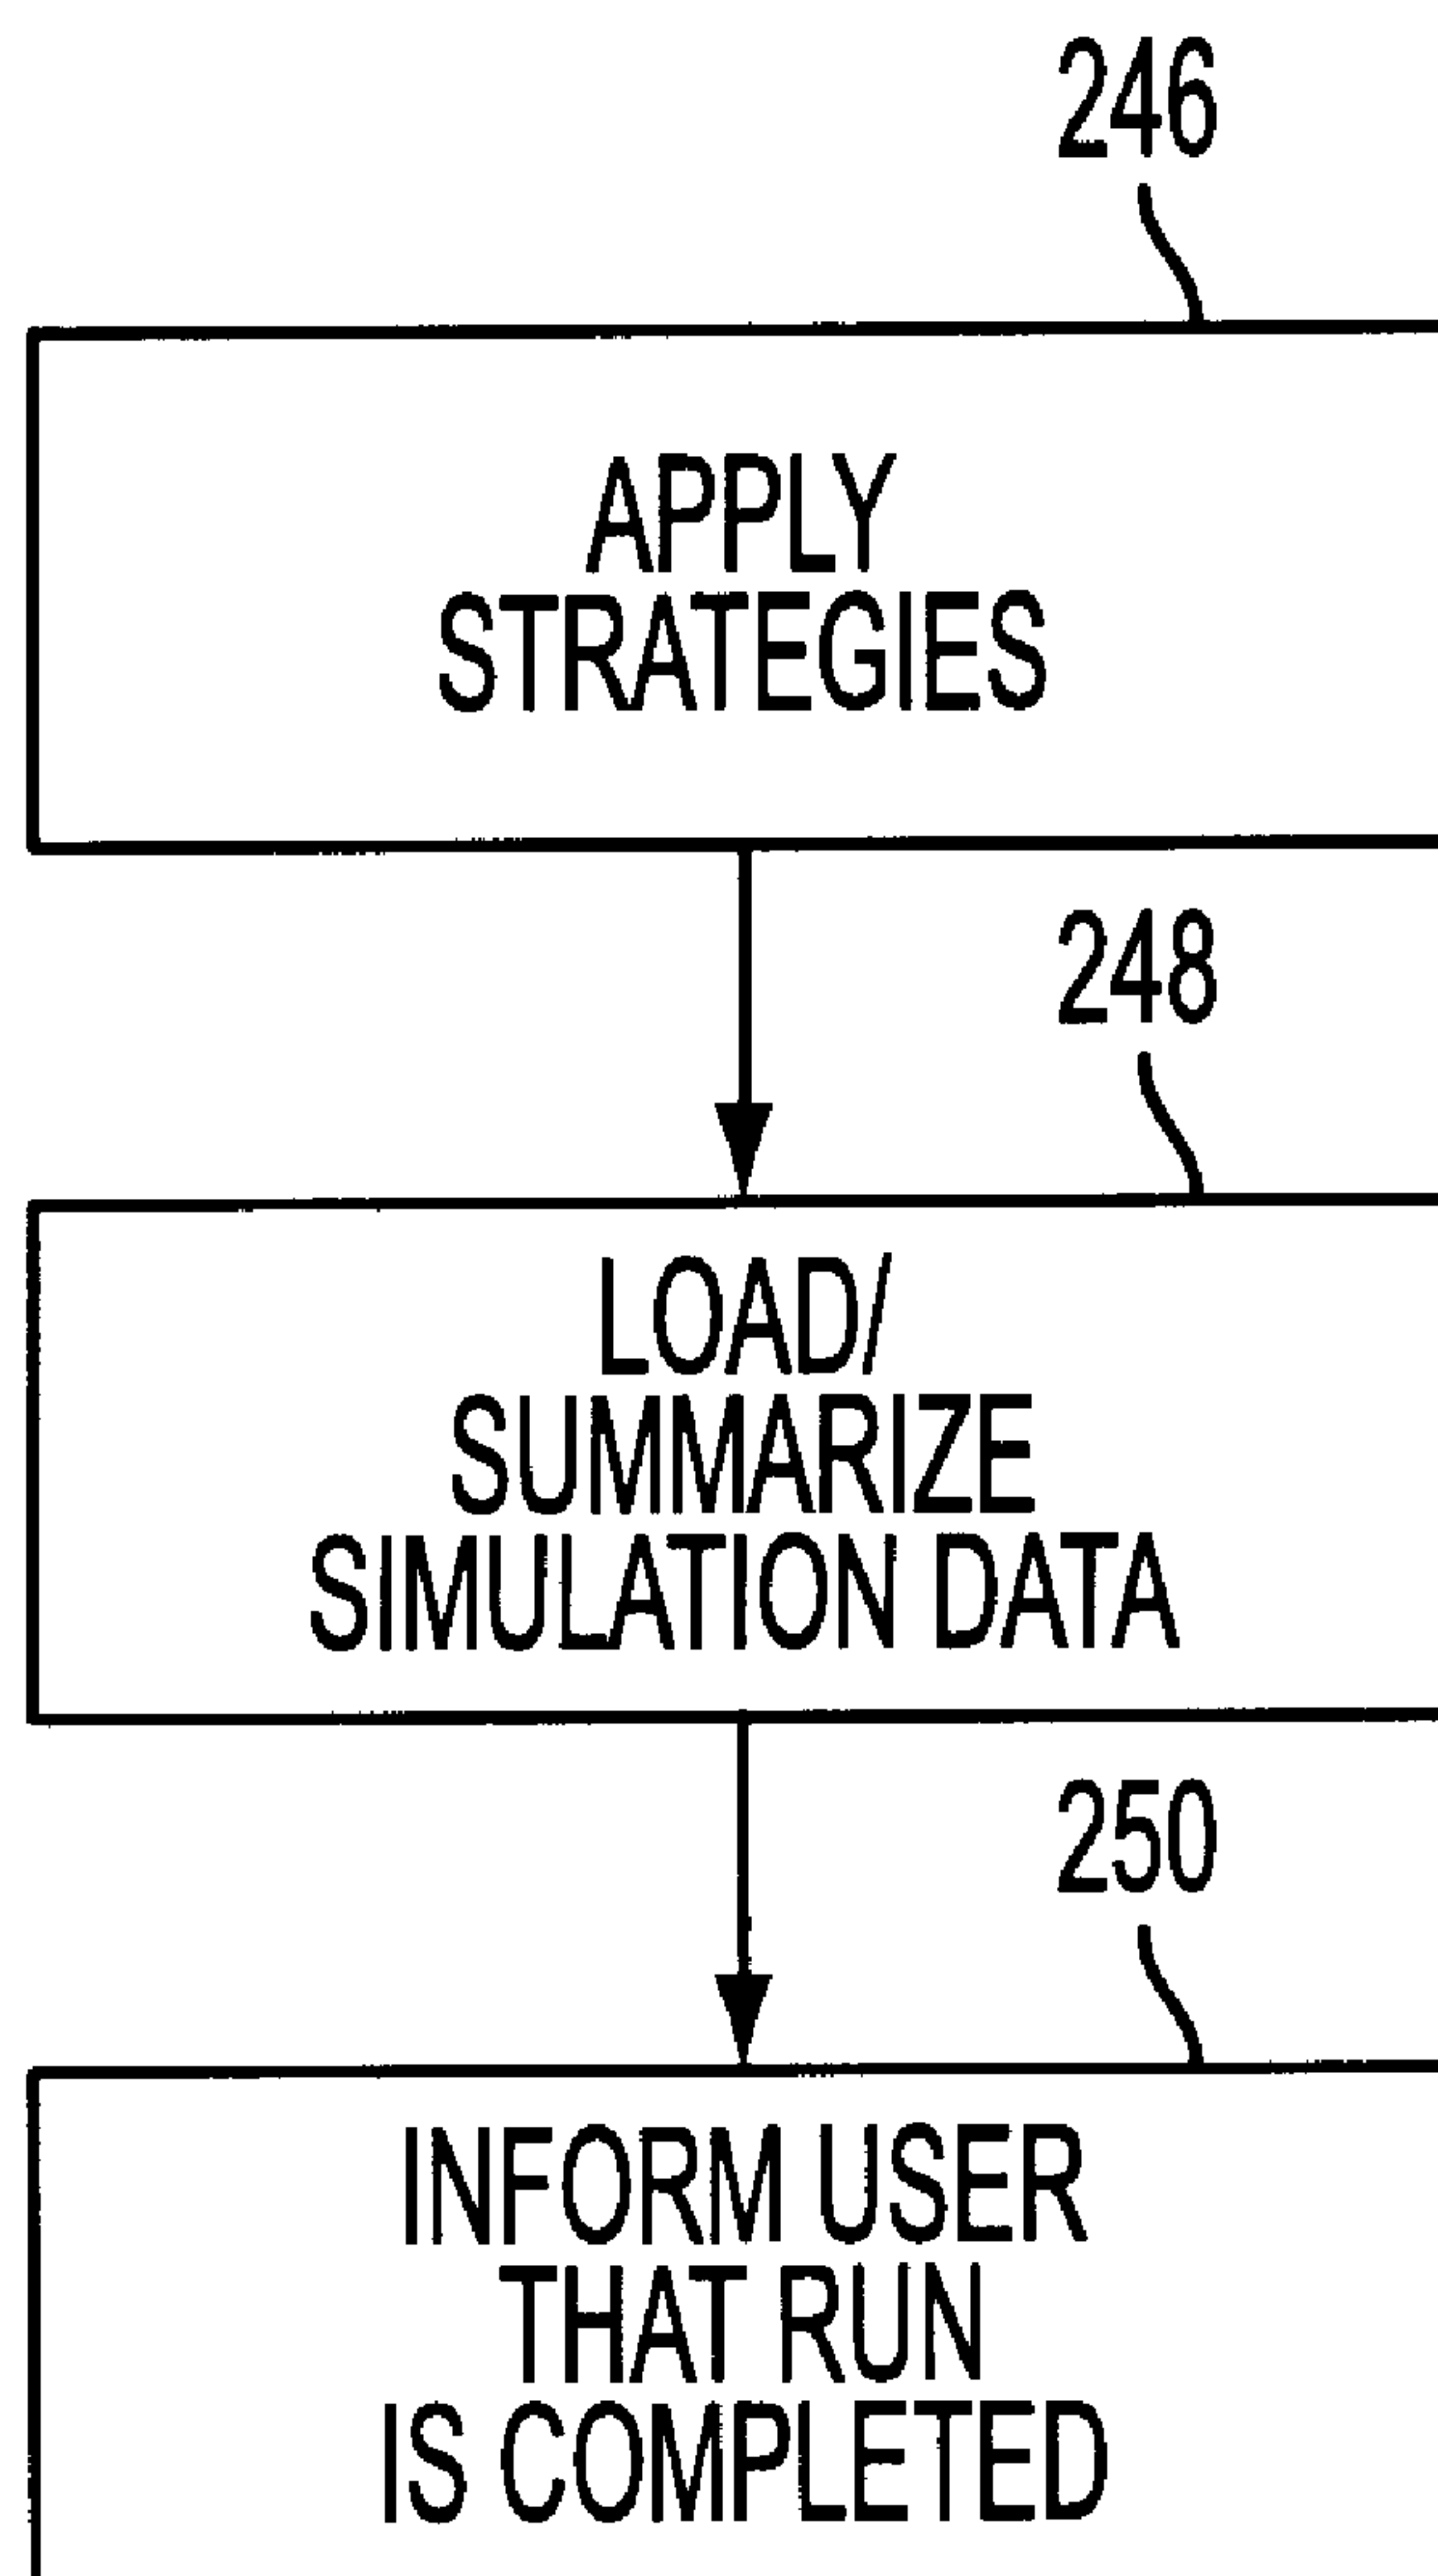 246
APPLY
STRATEGIES
248
LOAD/
SUMMARIZE
SIMULATION DATA
250
INFORM USER
THAT RUN
IS COMPLETED